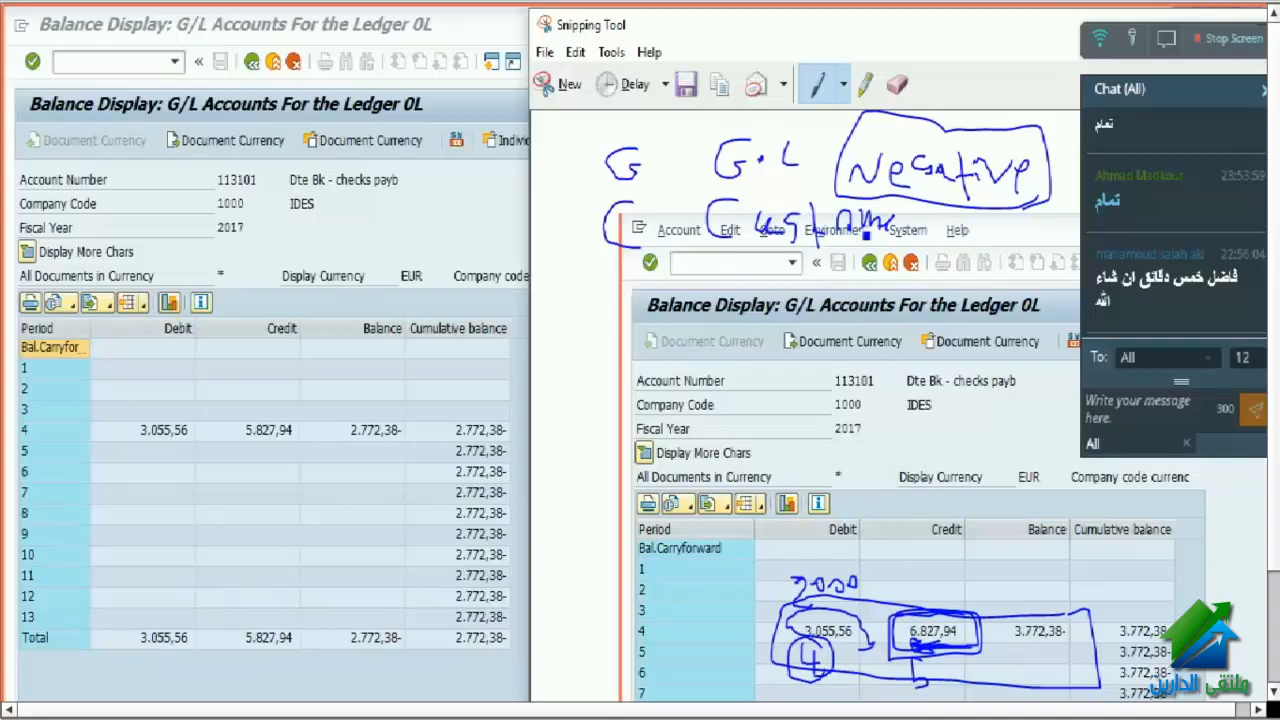 Balance Display: G/L Accounts For the Ledger 0L
Balance Display: G/L Accounts For the Ledger 0L
Document Currency Document Currency Document Currency
Account Number 113101 Dte Bk - checks payb
Company Code 1000 IDES
Fiscal Year 2017
Display More Chars
All Documents in Currency * Display Currency EUR Company code
Period Debit Credit Balance Cumulative balance
Bal.Carryfor..
1
2
3
4 3.055,56 5.827,94 2.772,38- 2.772,38-
5 2.772,38-
6 2.772,38-
7 2.772,38-
8 2.772,38-
9 2.772,38-
10 2.772,38-
11 2.772,38-
12 2.772,38-
13 2.772,38-
Total 3.055,56 5.827,94 2.772,38- 2.772,38-
Snipping Tool
File Edit Tools Help
New Delay
G G.L Negative
C
Account Edit Goto Environment System Help
Balance Display: G/L Accounts For the Ledger 0L
Document Currency Document Currency Document Currency
Account Number 113101 Dte Bk - checks payb
Company Code 1000 IDES
Fiscal Year 2017
Display More Chars
All Documents in Currency * Display Currency EUR Company code currenc
Period Debit Credit Balance Cumulative balance
Bal.Carryforward
1
2
3
4 3.055,56 6.827,94 3.772,38- 3.772,38-
5 3.772,38-
6 3.772,38-
7 3.772,38-
4
Stop Screen
Chat (All)
تمام
Ahmad Madkour 23:53:59
تمام
22:56:04
فاضل خمس دقائق ان شاء
الله
To: All 12
Write your message
here. 300
All
ملتقى الدارين